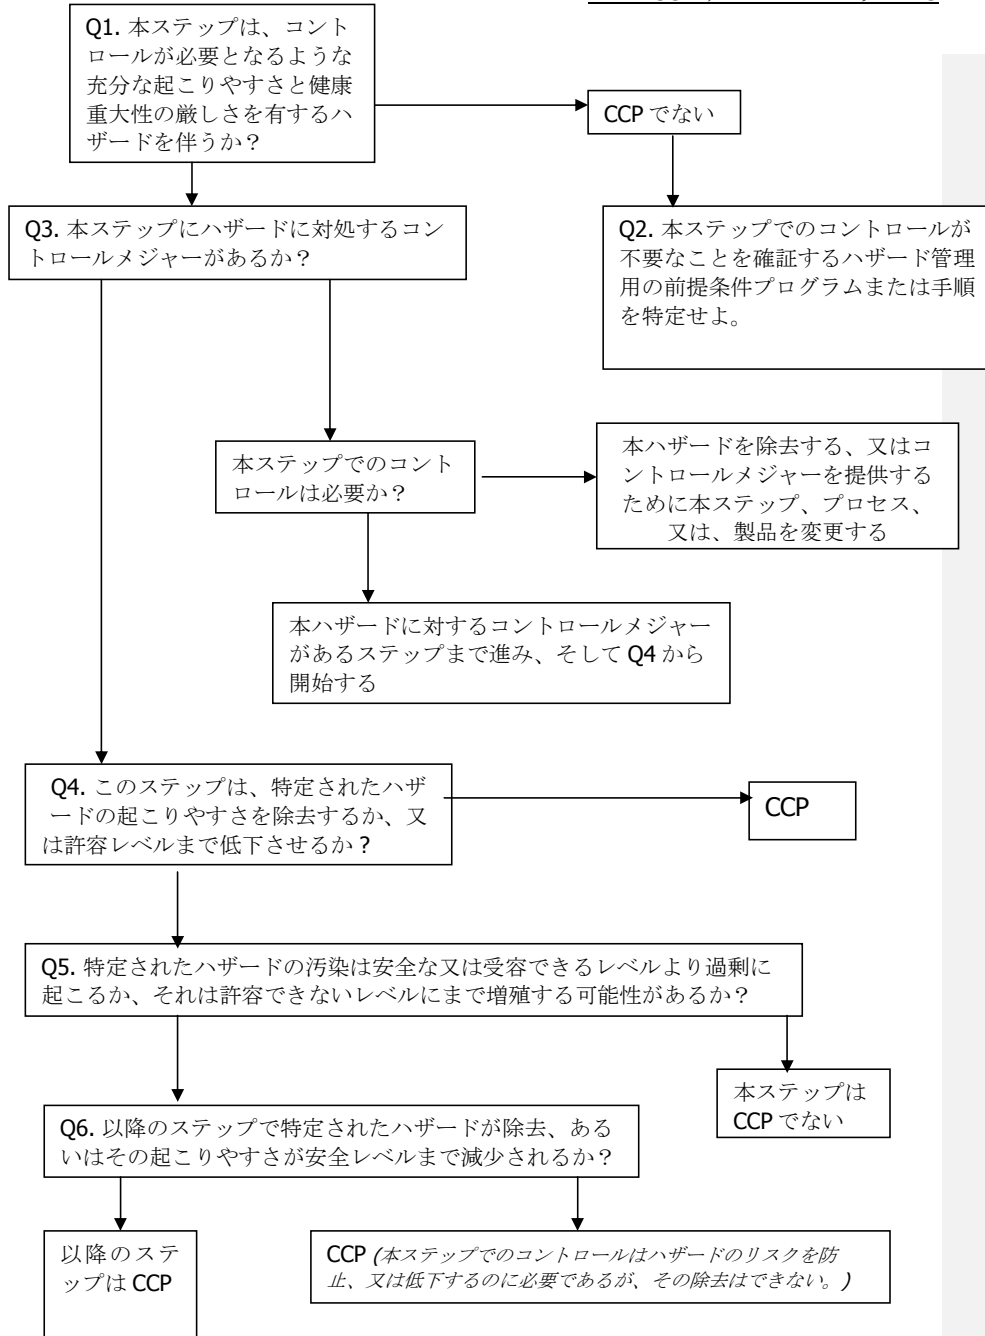 Q1. 本ステップは、コント
ロールが必要となるような
充分な起こりやすさと健康
重大性の厳しさを有するハ
ザードを伴うか？
CCP でない
Q3. 本ステップにハザードに対処するコン
トロールメジャーがあるか？
Q2. 本ステップでのコントロールが
不要なことを確証するハザード管理
用の前提条件プログラムまたは手順
を特定せよ。
本ステップでのコント
ロールは必要か？
本ハザードを除去する、又はコ
ントロールメジャーを提供する
ために本ステップ、プロセス、
又は、製品を変更する
本ハザードに対するコントロールメジャー
があるステップまで進み、そして Q4 から
開始する
Q4. このステップは、特定されたハザ
ードの起こりやすさを除去するか、又
は許容レベルまで低下させるか？
CCP
Q5. 特定されたハザードの汚染は安全な又は受容できるレベルより過剰に
起こるか、それは許容できないレベルにまで増殖する可能性があるか？
本ステップは
CCP でない
Q6. 以降のステップで特定されたハザードが除去、ある
いはその起こりやすさが安全レベルまで減少されるか？
以降のステ
ップは CCP
CCP (本ステップでのコントロールはハザードのリスクを防
止、又は低下するのに必要であるが、その除去はできない。)